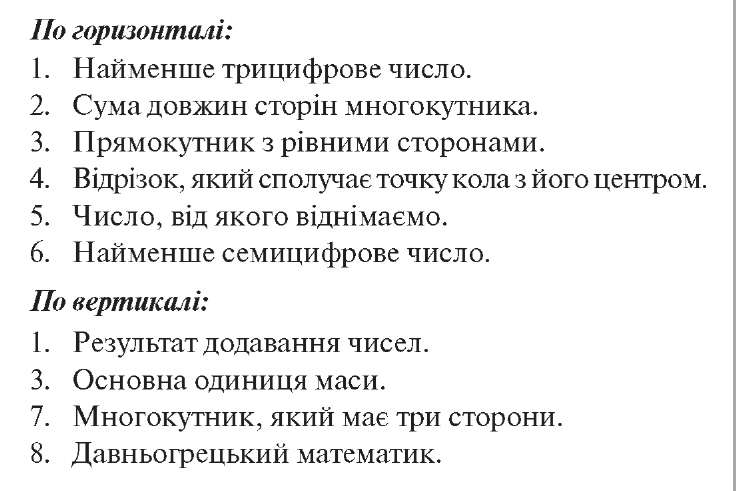 По горизонталі:
1. Найменше трицифрове число.
2. Сума довжин сторін многокутника.
3. Прямокутник з рівними сторонами.
4. Відрізок, який сполучає точку кола з його центром.
5. Число, від якого віднімаємо.
6. Найменше семицифрове число.
По вертикалі:
1. Результат додавання чисел.
3. Основна одиниця маси.
7. Многокутник, який має три сторони.
8. Давньогрецький математик.